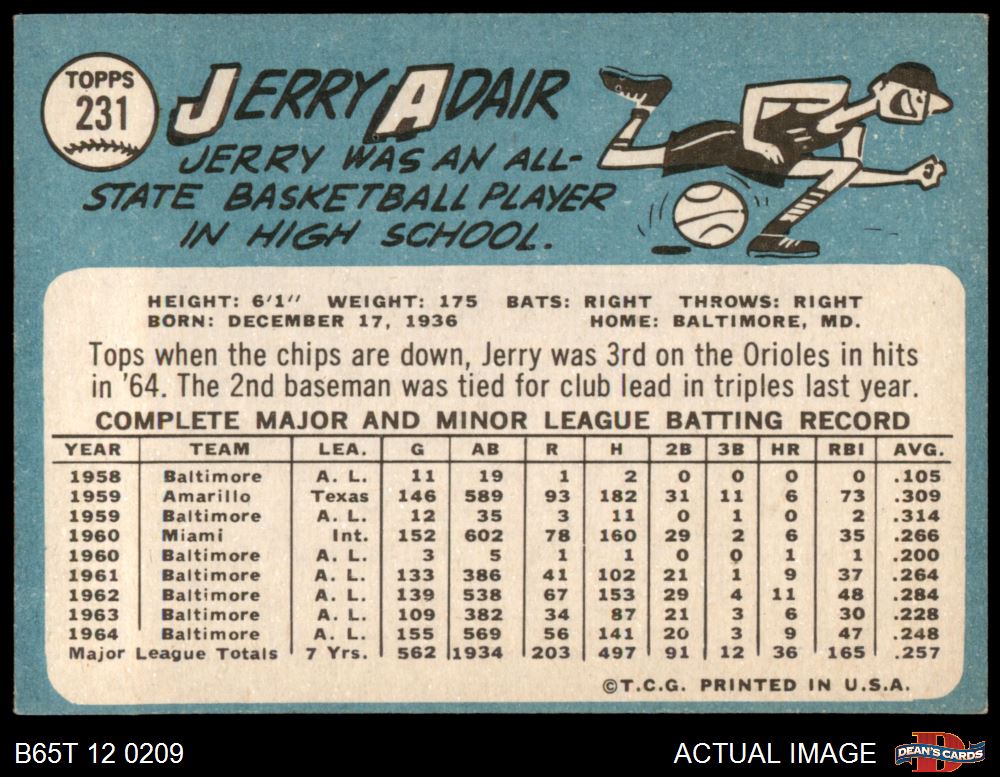 TOPPS
231
JERRY ADAIR
JERRY WAS AN ALL-
STATE BASKETBALL PLAYER
IN HIGH SCHOOL.
HEIGHT: 6'1" WEIGHT: 175 BATS: RIGHT THROWS: RIGHT
BORN: DECEMBER 17, 1936 HOME: BALTIMORE, MD.
Tops when the chips are down, Jerry was 3rd on the Orioles in hits
in '64. The 2nd baseman was tied for club lead in triples last year.
COMPLETE MAJOR AND MINOR LEAGUE BATTING RECORD
YEAR TEAM LEA. G AB R H 2B 3B HR RBI AVG.
1958 Baltimore A. L. 11 19 1 2 0 0 0 0 .105
1959 Amarillo Texas 146 589 93 182 31 11 6 73 .309
1959 Baltimore A. L. 12 35 3 11 0 1 0 2 .314
1960 Miami Int. 152 602 78 160 29 2 6 35 .266
1960 Baltimore A. L. 3 5 1 1 0 0 1 1 .200
1961 Baltimore A. L. 133 386 41 102 21 1 9 37 .264
1962 Baltimore A. L. 139 538 67 153 29 4 11 48 .284
1963 Baltimore A. L. 109 382 34 87 21 3 6 30 .228
1964 Baltimore A. L. 155 569 56 141 20 3 9 47 .248
Major League Totals 7 Yrs. 562 1934 203 497 91 12 36 165 .257
©T.C.G. PRINTED IN U.S.A.
B65T 12 0209 ACTUAL IMAGE DEAN'S CARDS